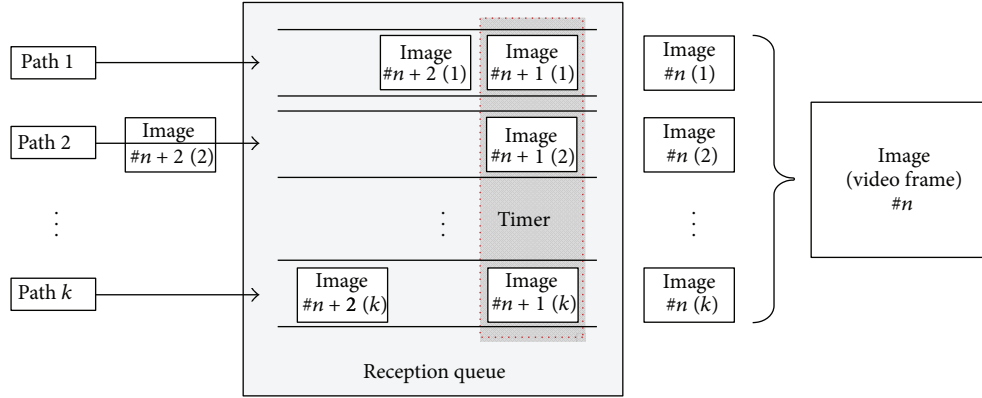 Path 1
Image
#n + 2 (1)
Image
#n + 1 (1)
Image
#n (1)
Path 2
Image
#n + 2 (2)
Image
#n + 1 (2)
Image
#n (2)
Image
(video frame)
#n
Timer
Path k
Image
#n + 2 (k)
Image
#n + 1 (k)
Image
#n (k)
Reception queue